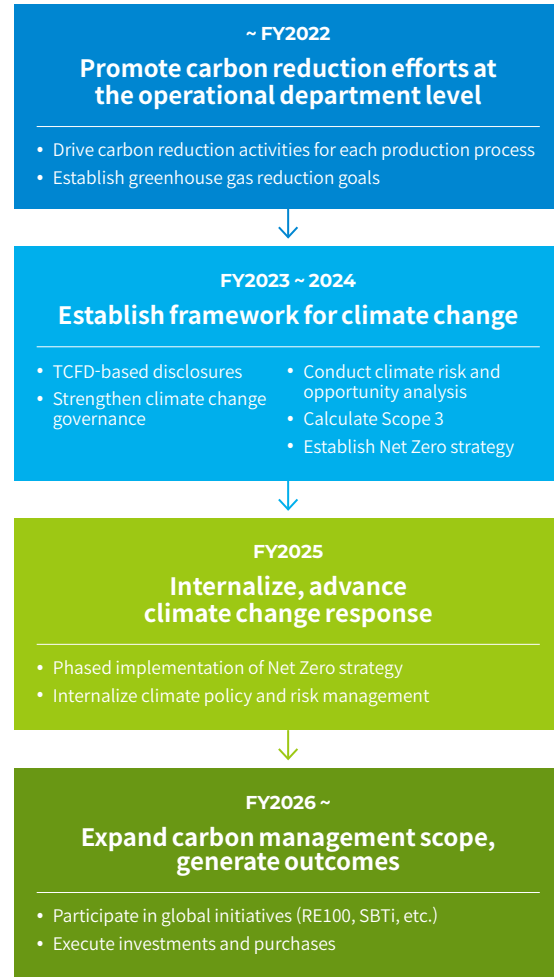 ~ FY2022
Promote carbon reduction efforts at
the operational department level
• Drive carbon reduction activities for each production process
• Establish greenhouse gas reduction goals
FY2023 ~ 2024
Establish framework for climate change
• TCFD-based disclosures
• Strengthen climate change
governance
• Conduct climate risk and
opportunity analysis
• Calculate Scope 3
• Establish Net Zero strategy
FY2025
Internalize, advance
climate change response
• Phased implementation of Net Zero strategy
• Internalize climate policy and risk management
FY2026 ~
Expand carbon management scope,
generate outcomes
• Participate in global initiatives (RE100, SBTi, etc.)
• Execute investments and purchases